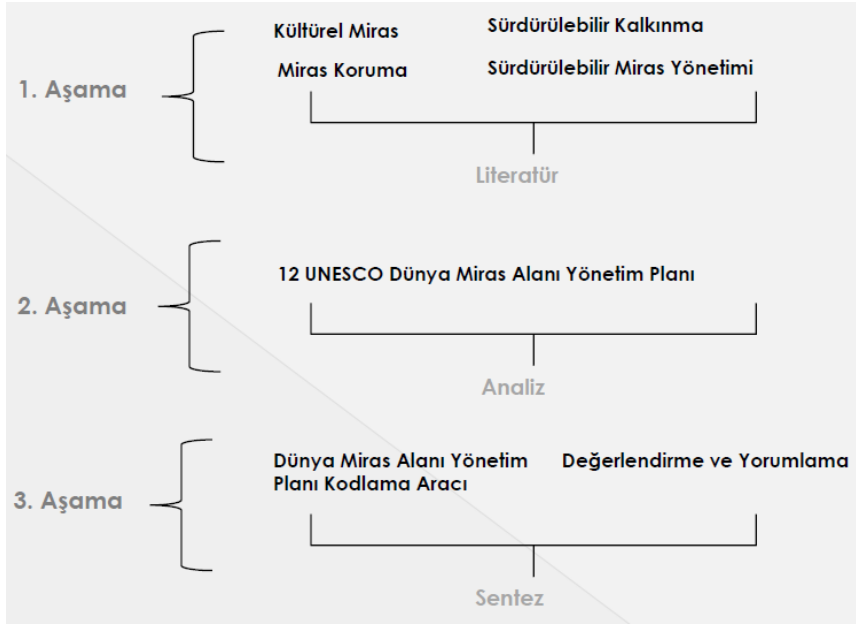 Kültürel Miras
Sürdürülebilir Kalkınma
1. Aşama
Miras Koruma
Sürdürülebilir Miras Yönetimi
Literatür
2. Aşama
12 UNESCO Dünya Miras Alanı Yönetim Planı
Analiz
3. Aşama
Dünya Miras Alanı Yönetim
Planı Kodlama Aracı
Değerlendirme ve Yorumlama
Sentez